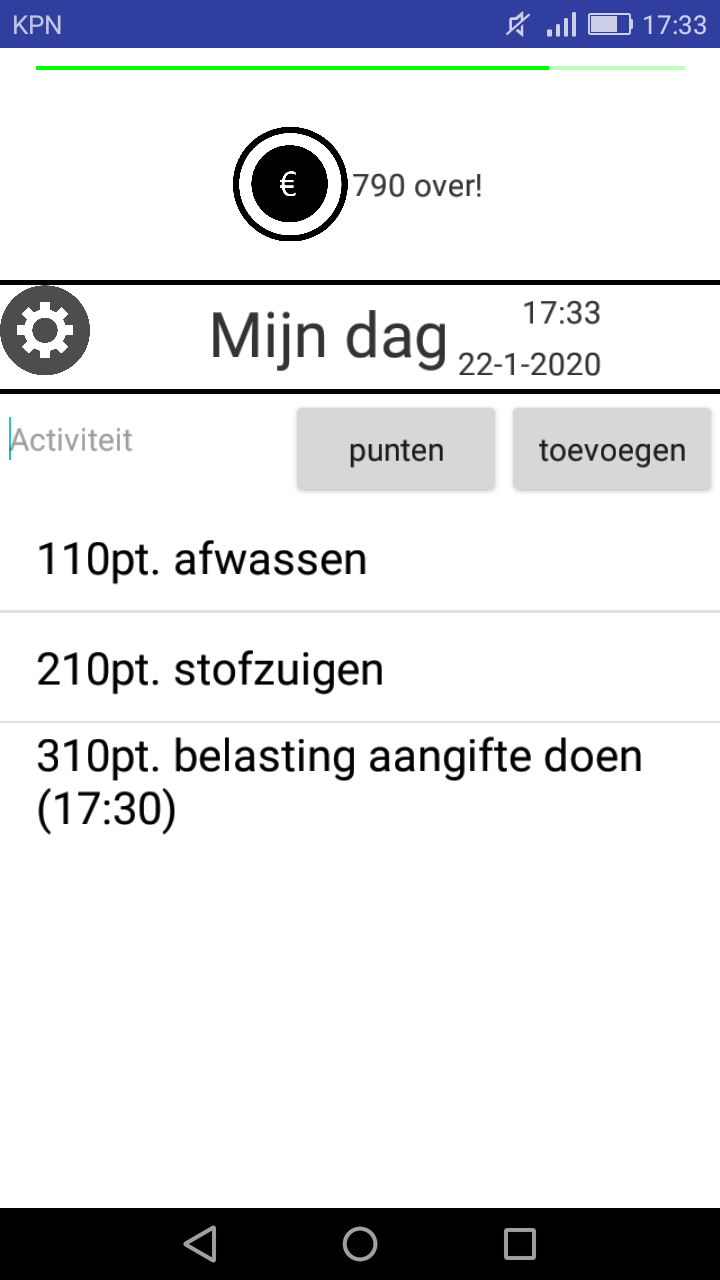 KPN 17:33
€ 790 over!
Mijn dag 17:33
22-1-2020
Activiteit punten toevoegen
110pt. afwassen
210pt. stofzuigen
310pt. belasting aangifte doen
(17:30)